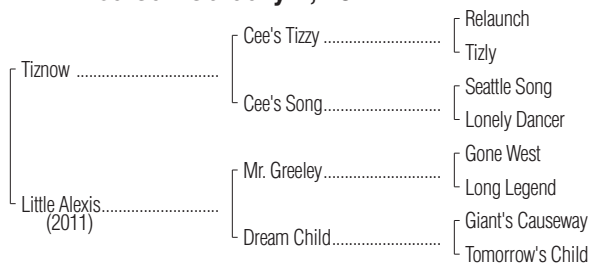 Relaunch
Cee's Tizzy
Tizly
Tiznow
Seattle Song
Cee's Song
Lonely Dancer
Gone West
Mr. Greeley
Long Legend
Little Alexis
(2011)
Giant's Causeway
Dream Child
Tomorrow's Child